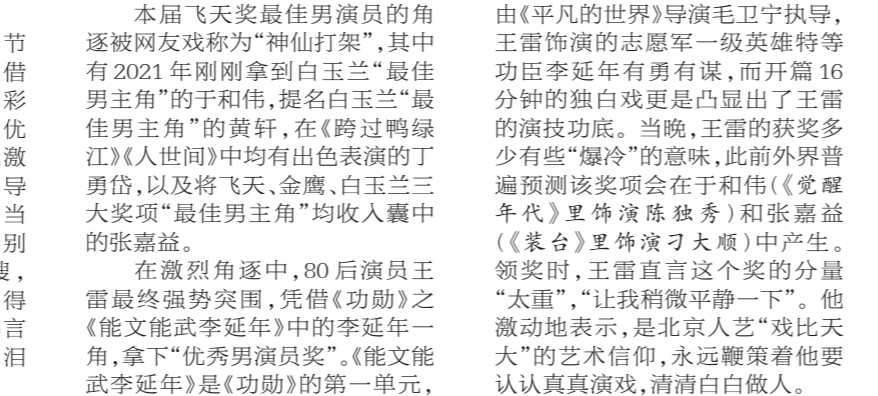 节
借
彩
优
激
导
当
别
搜，
得
言
泪
本届飞天奖最佳男演员的角
逐被网友戏称为“神仙打架”，其中
有2021年刚刚拿到白玉兰“最佳
男主角”的于和伟，提名白玉兰“最
佳男主角”的黄轩，在《跨过鸭绿
江》《人世间》中均有出色表演的丁
勇岱，以及将飞天、金鹰、白玉兰三
大奖项“最佳男主角”均收入囊中
的张嘉益。
在激烈角逐中，80后演员王
雷最终强势突围，凭借《功勋》之
《能文能武李延年》中的李延年一
角，拿下“优秀男演员奖”。《能文能
武李延年》是《功勋》的第一单元，
由《平凡的世界》导演毛卫宁执导，
王雷饰演的志愿军一级英雄特等
功臣李延年有勇有谋，而开篇16
分钟的独白戏更是凸显出了王雷
的演技功底。当晚，王雷的获奖多
少有些“爆冷”的意味，此前外界普
遍预测该奖项会在于和伟（《觉醒
年代》里饰演陈独秀）和张嘉益
（《装台》里饰演刁大顺）中产生。
领奖时，王雷直言这个奖的分量
“太重”，“让我稍微平静一下”。他
激动地表示，是北京人艺“戏比天
大”的艺术信仰，永远鞭策着他要
认认真真演戏，清清白白做人。